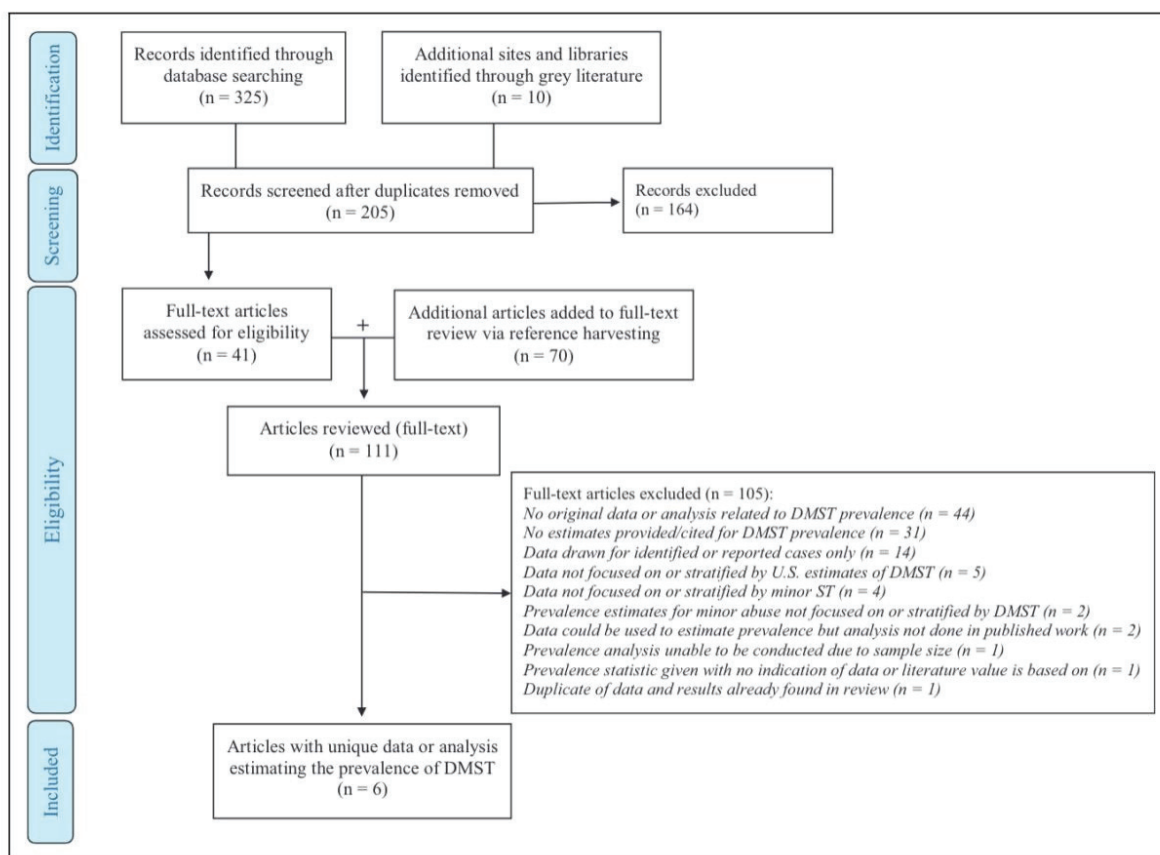 Identification
Records identified through
database searching
(n = 325)
Additional sites and libraries
identified through grey literature
(n = 10)
Screening
Records screened after duplicates removed
(n = 205)
Records excluded
(n = 164)
Eligibility
Full-text articles
assessed for eligibility
(n = 41)
+
Additional articles added to full-text
review via reference harvesting
(n = 70)
Articles reviewed (full-text)
(n = 111)
Full-text articles excluded (n = 105):
No original data or analysis related to DMST prevalence (n = 44)
No estimates provided/cited for DMST prevalence (n = 31)
Data drawn for identified or reported cases only (n = 14)
Data not focused on or stratified by U.S. estimates of DMST (n = 5)
Data not focused on or stratified by minor ST (n = 4)
Prevalence estimates for minor abuse not focused on or stratified by DMST (n = 2)
Data could be used to estimate prevalence but analysis not done in published work (n = 2)
Prevalence analysis unable to be conducted due to sample size (n = 1)
Prevalence statistic given with no indication of data or literature value is based on (n = 1)
Duplicate of data and results already found in review (n = 1)
Included
Articles with unique data or analysis
estimating the prevalence of DMST
(n = 6)